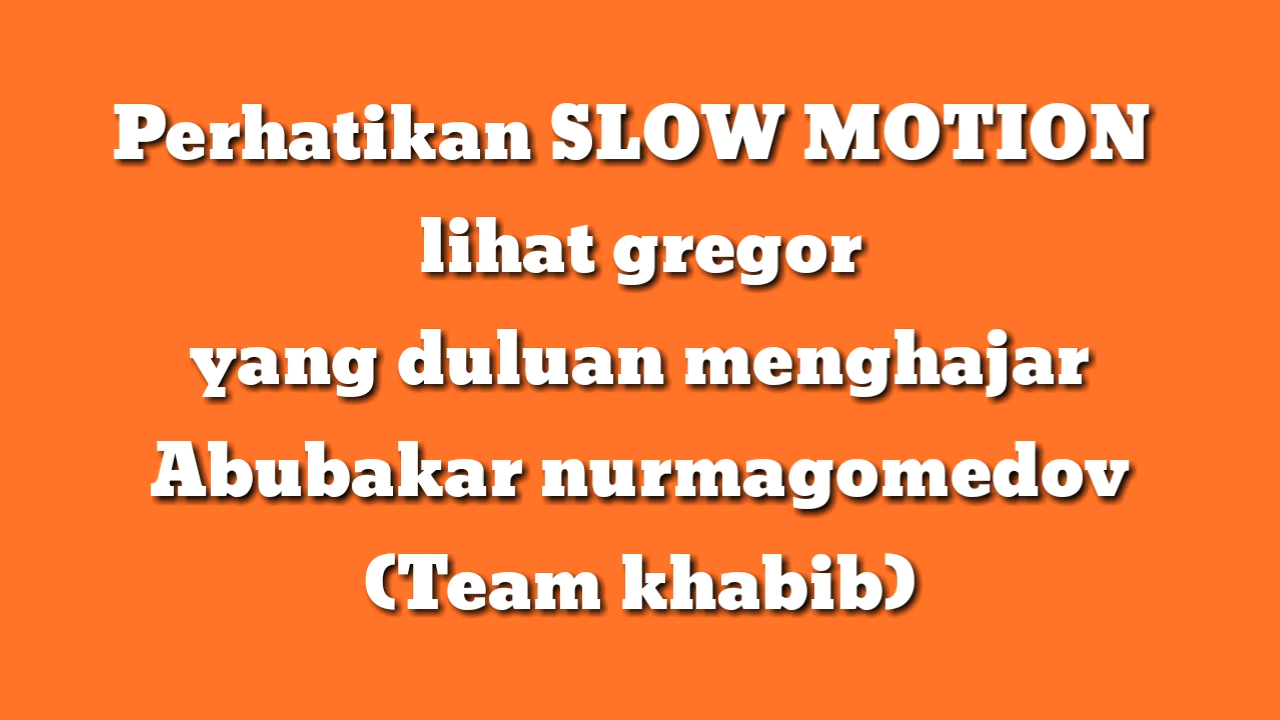 Perhatikan SLOW MOTION
lihat gregor
yang duluan menghajar
Abubakar nurmagomedov
(Team khabib)